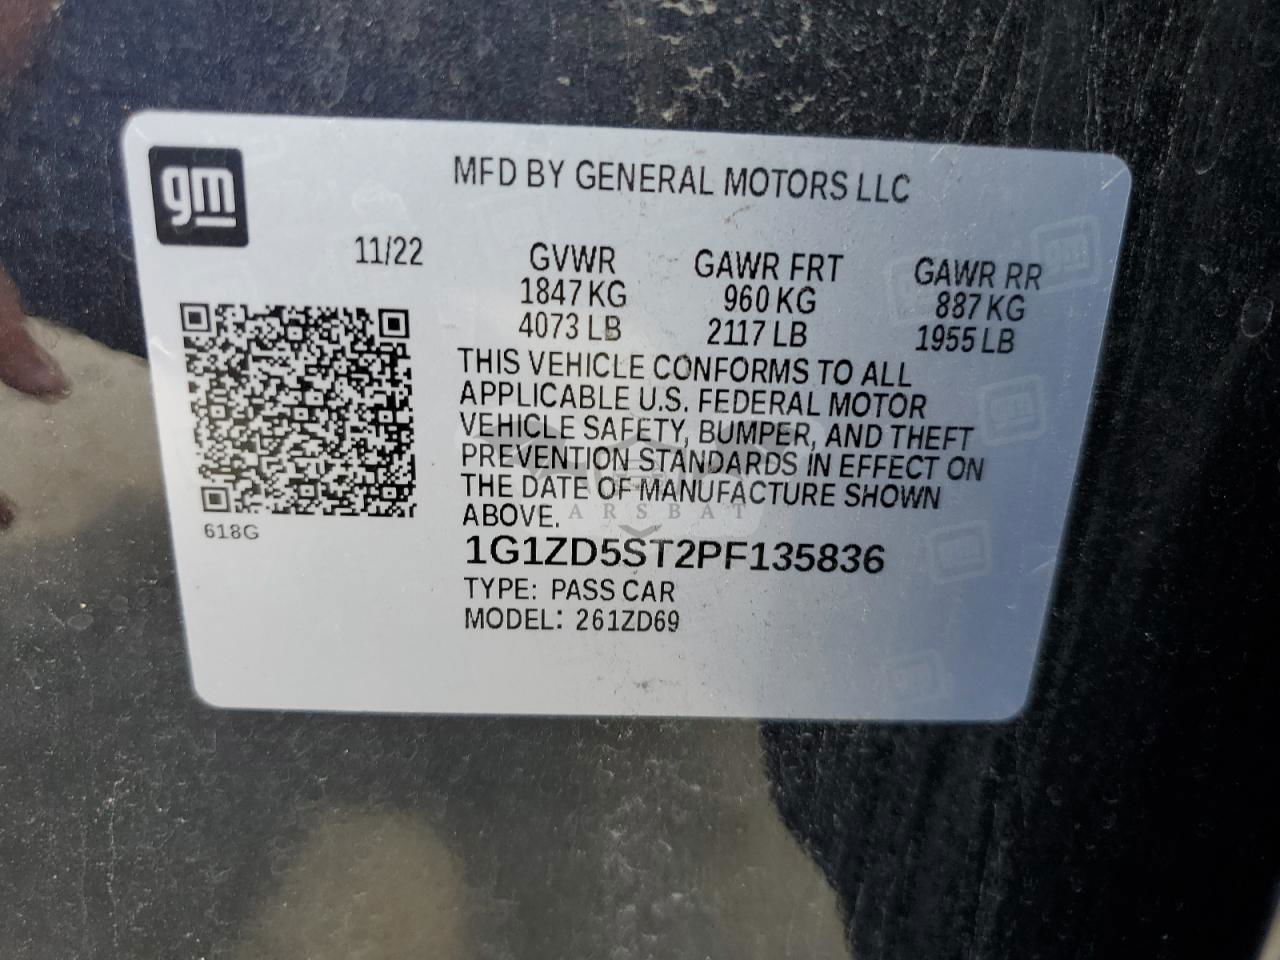 gm
MFD BY GENERAL MOTORS LLC
11/22 GVWR GAWR FRT GAWR RR
1847 KG 960 KG 887 KG
4073 LB 2117 LB 1955 LB
THIS VEHICLE CONFORMS TO ALL
APPLICABLE U.S. FEDERAL MOTOR
VEHICLE SAFETY, BUMPER, AND THEFT
PREVENTION STANDARDS IN EFFECT ON
THE DATE OF MANUFACTURE SHOWN
ABOVE.
ARSBAT
618G
1G1ZD5ST2PF135836
TYPE: PASS CAR
MODEL: 261ZD69